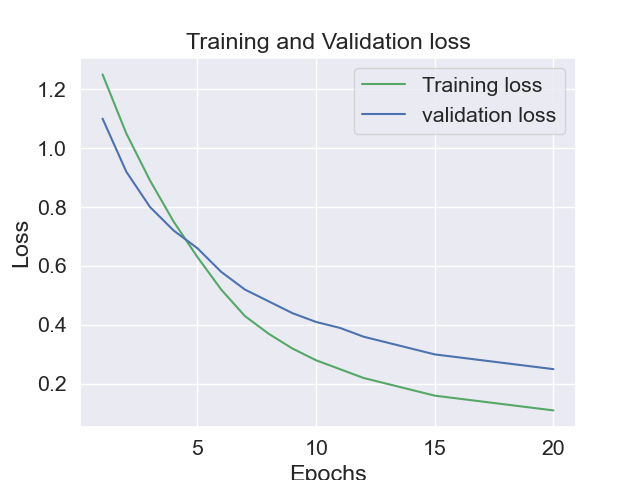 Training and Validation loss
Training loss
validation loss
Loss
1.2
1.0
0.8
0.6
0.4
0.2
5 10 15 20
Epochs